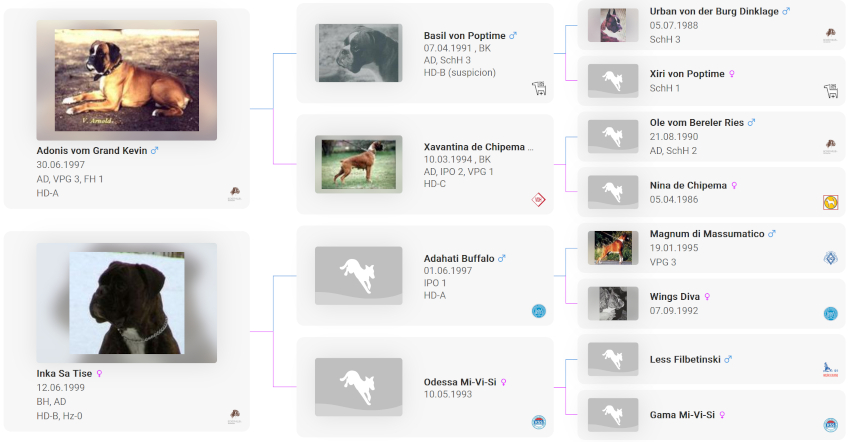 Adonis vom Grand Kevin ♂
30.06.1997
AD, VPG 3, FH 1
HD-A
V. Arnold.
Inka Sa Tise ♀
12.06.1999
BH, AD
HD-B, Hz-0
Basil von Poptime ♂
07.04.1991 , BK
AD, SchH 3
HD-B (suspicion)
Xavantina de Chipema ...
10.03.1994 , BK
AD, IPO 2, VPG 1
HD-C
Adahati Buffalo ♂
01.06.1997
IPO 1
HD-A
Odessa Mi-Vi-Si ♀
10.05.1993
Urban von der Burg Dinklage ♂
05.07.1988
SchH 3
Xiri von Poptime ♀
SchH 1
Ole vom Bereler Ries ♂
21.08.1990
AD, SchH 2
Nina de Chipema ♀
05.04.1986
Magnum di Massumatico ♂
19.01.1995
VPG 3
Wings Diva ♀
07.09.1992
Less Filbetinski ♂
Gama Mi-Vi-Si ♀